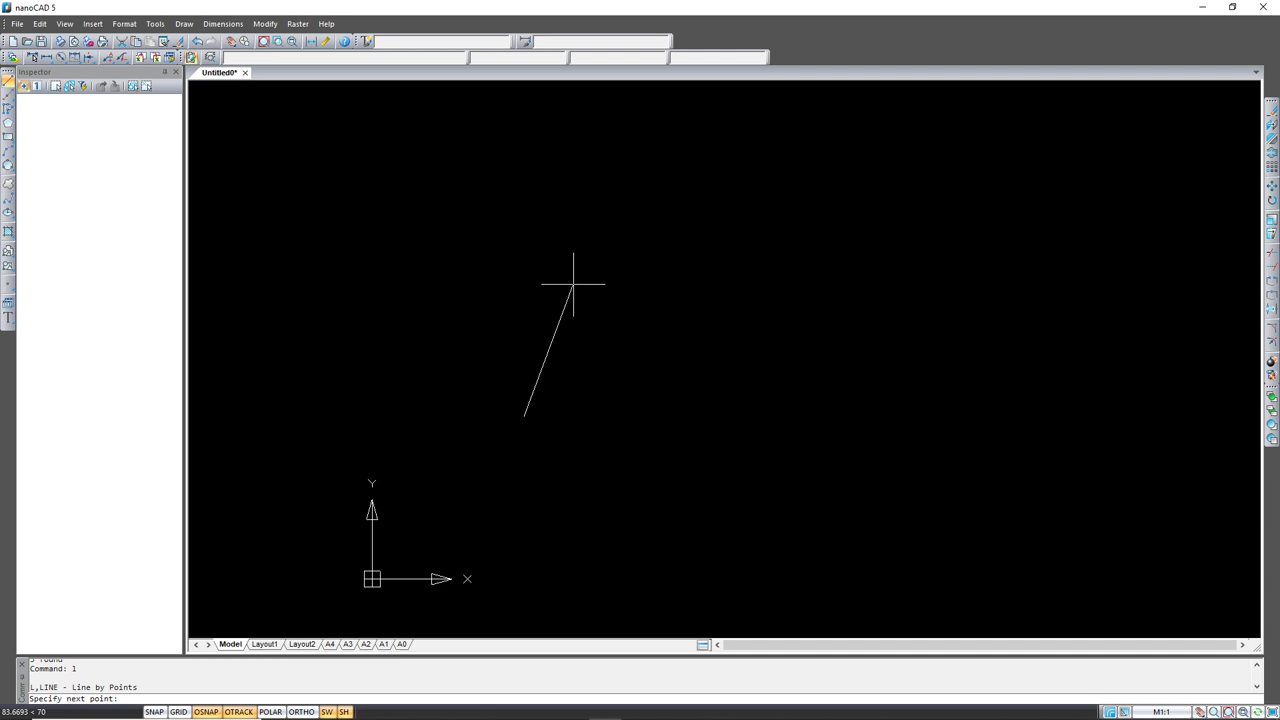 nanoCAD 5
File Edit View Insert Format Tools Draw Dimensions Modify Raster Help
Inspector
Untitled0*
1
Y
X
Model Layout1 Layout2 A4 A3 A2 A1 A0
Command: 1
L,LINE - Line by Points
Specify next point:
83.6693 < 70 SNAP GRID OSNAP OTRACK POLAR ORTHO SW SH M1:1